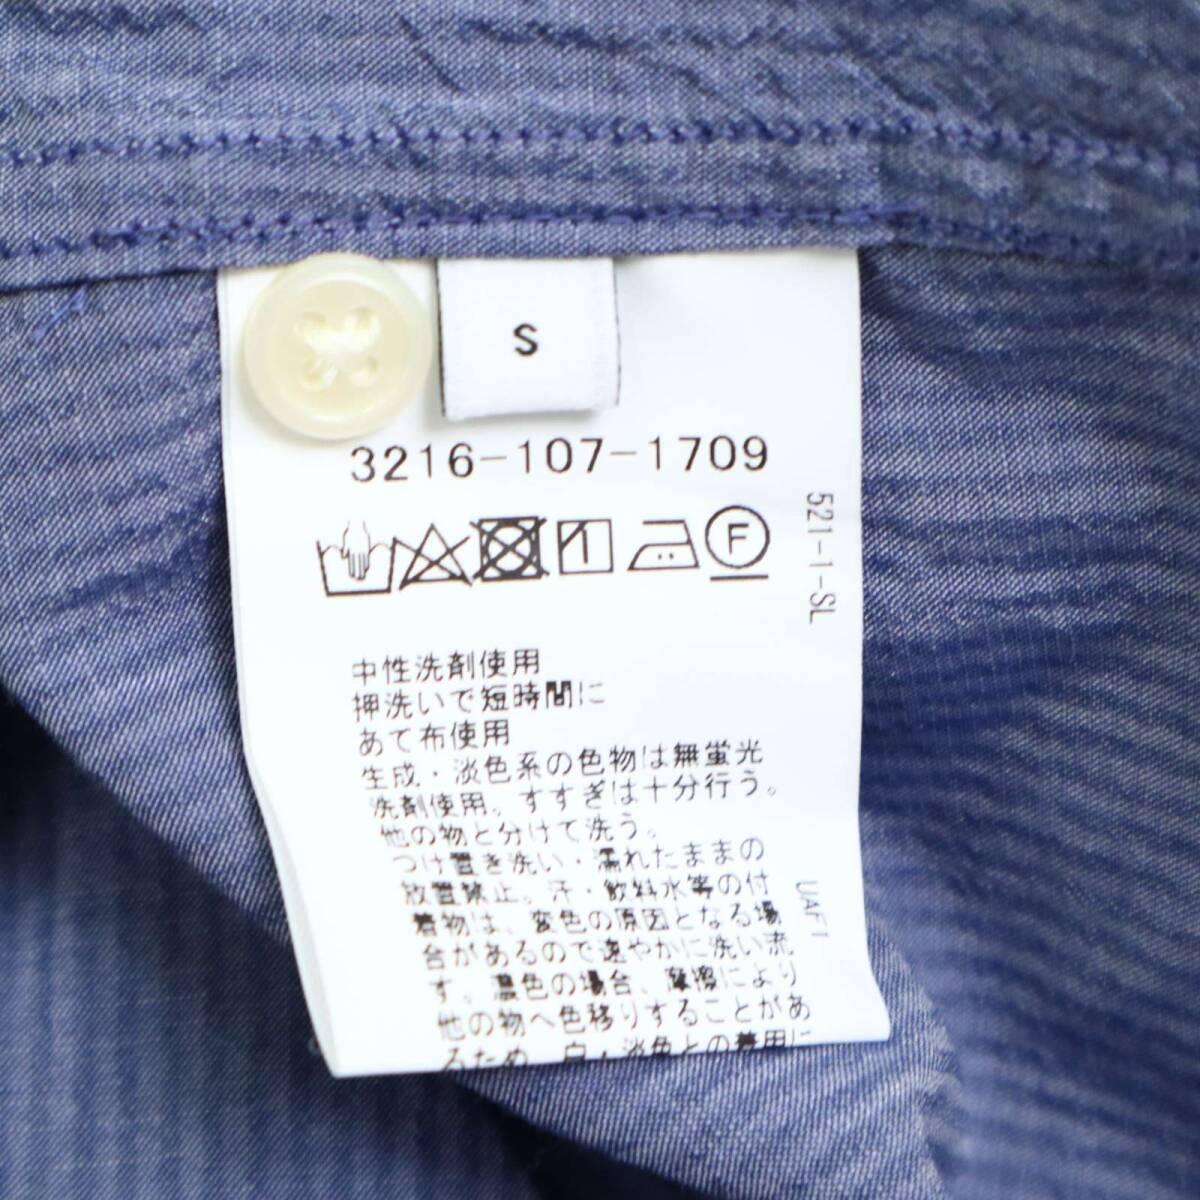 S
3216-107-1709
F
521-1-SL
中性洗剤使用
押洗いで短時間に
あて布使用
生成・淡色系の色物は無蛍光
洗剤使用。すすぎは十分行う。
他の物と分けて洗う。
つけ置き洗い・濡れたままの
放置禁止。汗・飲料水等の付
着物は、変色の原因となる場
合があるので速やかに洗い流
す。濃色の場合、摩擦により
他の物へ色移りすることがあ
るため、白・淡色との着用に
UAF1